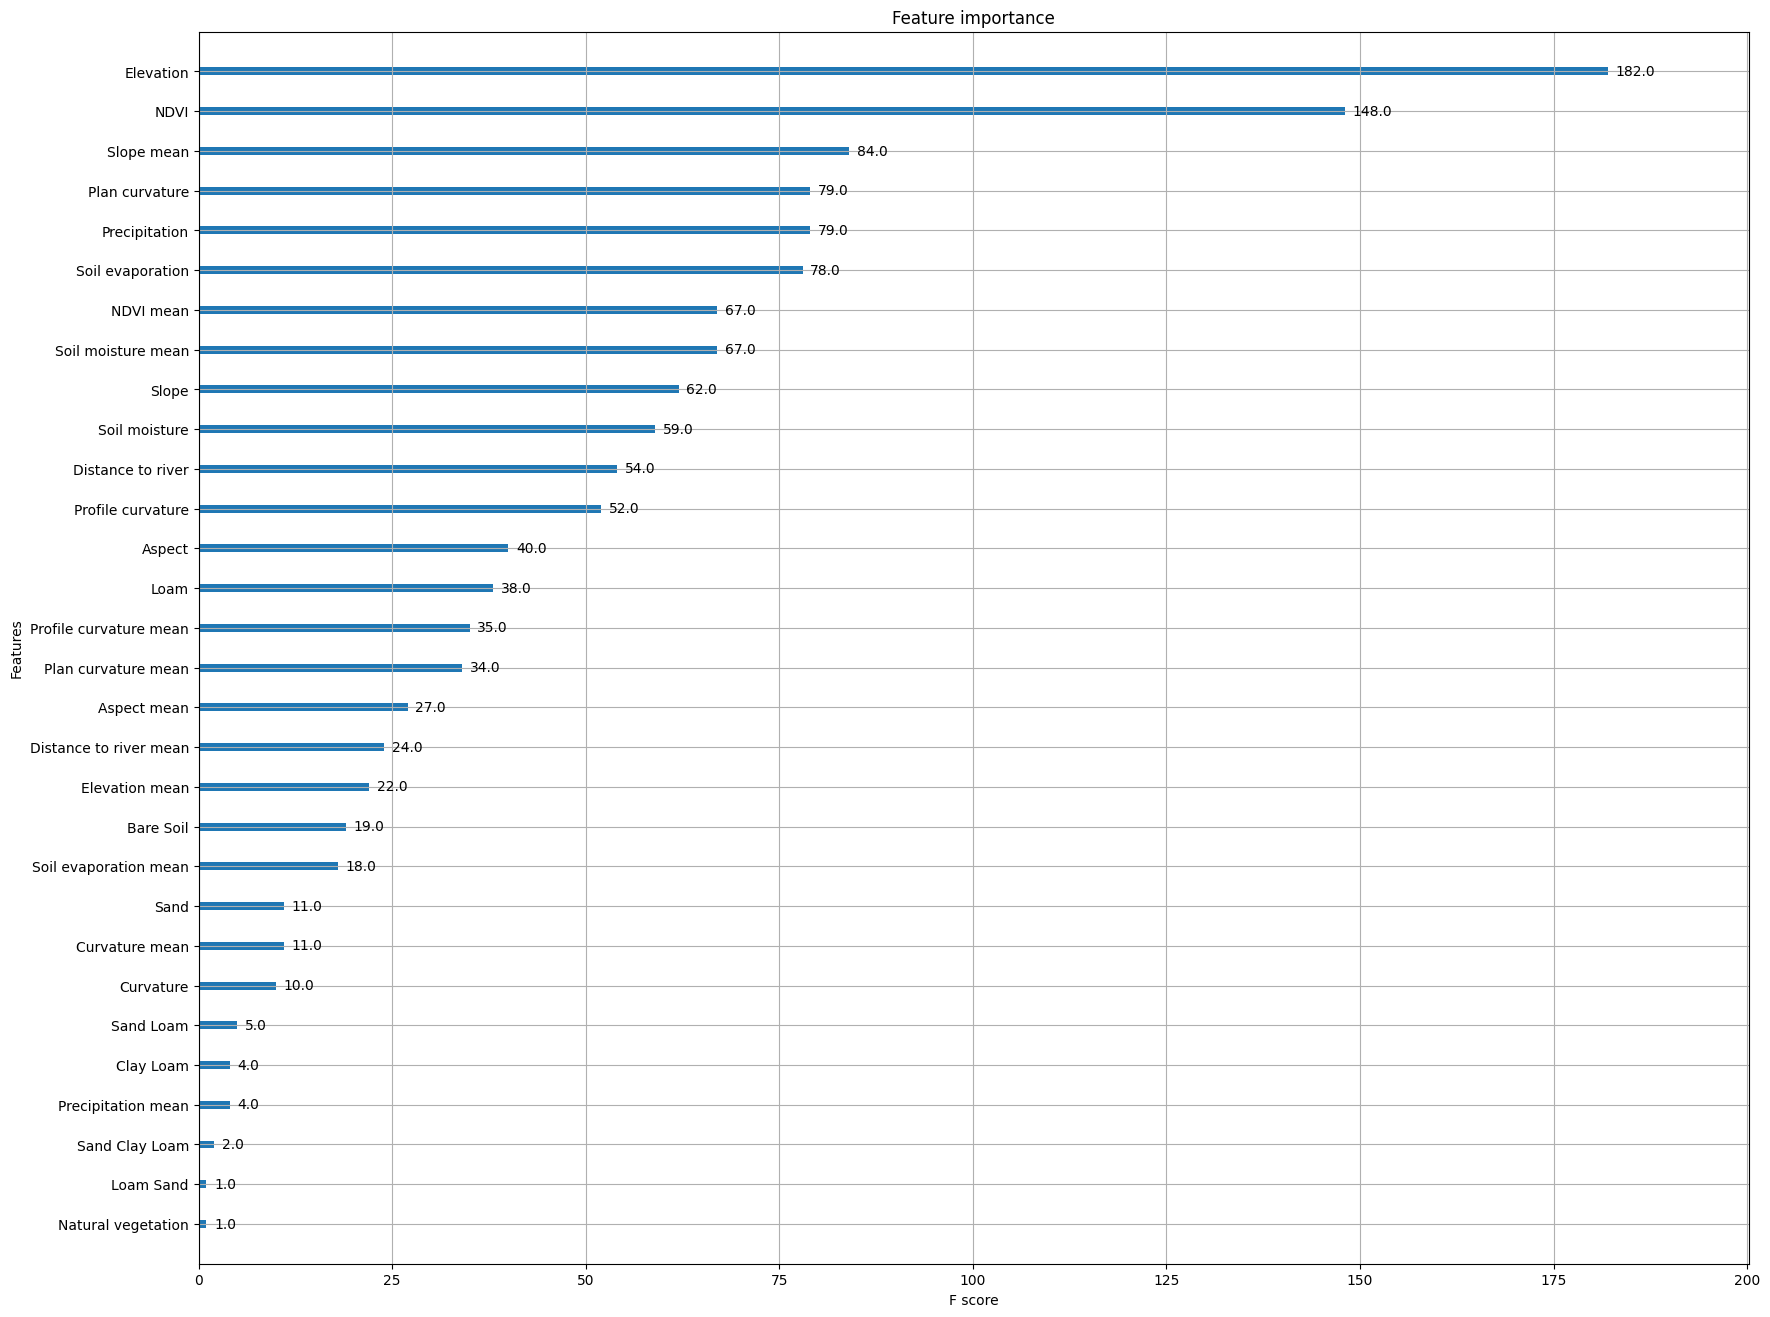 Feature importance
Elevation 182.0
NDVI 148.0
Slope mean 84.0
Plan curvature 79.0
Precipitation 79.0
Soil evaporation 78.0
NDVI mean 67.0
Soil moisture mean 67.0
Slope 62.0
Soil moisture 59.0
Distance to river 54.0
Profile curvature 52.0
Aspect 40.0
Loam 38.0
Profile curvature mean 35.0
Plan curvature mean 34.0
Aspect mean 27.0
Distance to river mean 24.0
Elevation mean 22.0
Bare Soil 19.0
Soil evaporation mean 18.0
Sand 11.0
Curvature mean 11.0
Curvature 10.0
Sand Loam 5.0
Clay Loam 4.0
Precipitation mean 4.0
Sand Clay Loam 2.0
Loam Sand 1.0
Natural vegetation 1.0
Features
0 25 50 75 100 125 150 175 200
F score